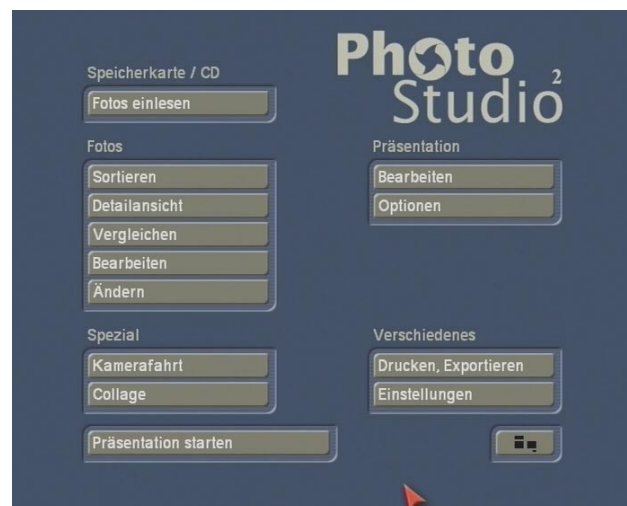 Photo
Studio 2
Speicherkarte / CD
Fotos einlesen
Fotos
Sortieren
Detailansicht
Vergleichen
Bearbeiten
Ändern
Präsentation
Bearbeiten
Optionen
Spezial
Kamerafahrt
Collage
Verschiedenes
Drucken, Exportieren
Einstellungen
Präsentation starten